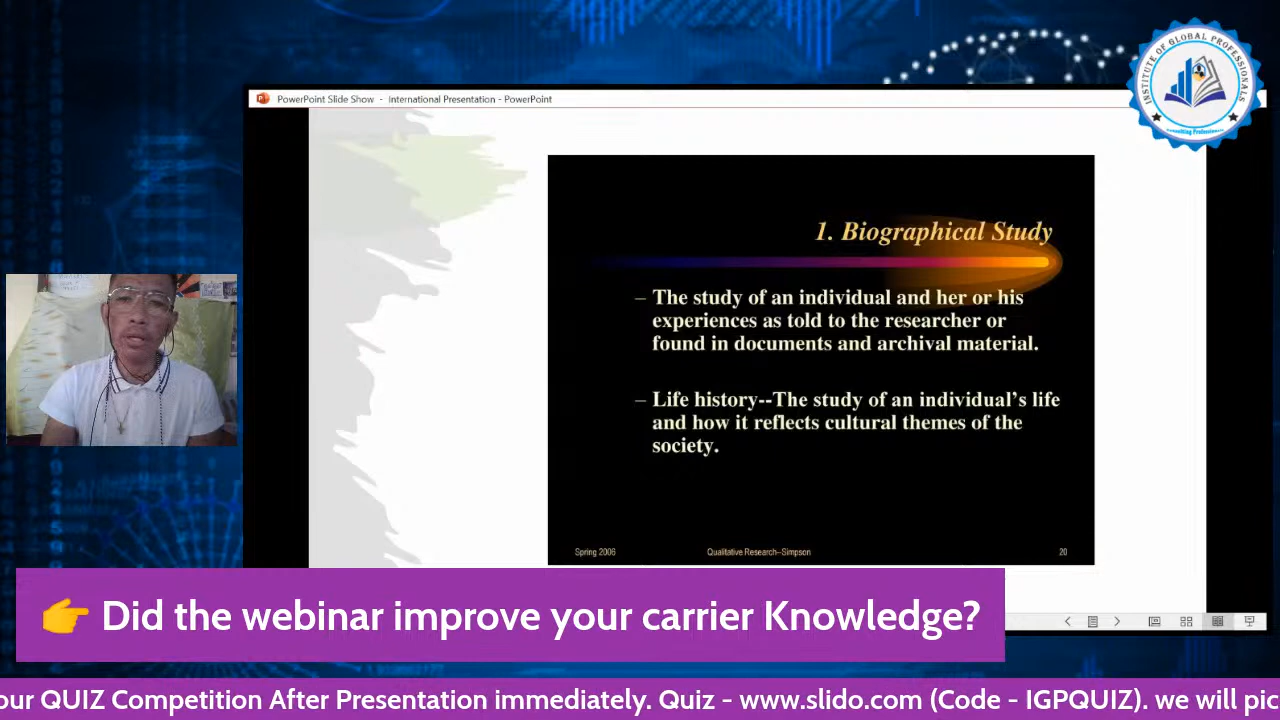 INSTITUTE OF GLOBAL PROFESSIONALS
Consulting Professionals
PowerPoint Slide Show - International Presentation - PowerPoint
1. Biographical Study
– The study of an individual and her or his
experiences as told to the researcher or
found in documents and archival material.
– Life history--The study of an individual’s life
and how it reflects cultural themes of the
society.
Spring 2006
Qualitative Research--Simpson
20
👉 Did the webinar improve your carrier Knowledge?
our QUIZ Competition After Presentation immediately. Quiz - www.slido.com (Code - IGPQUIZ). we will pic